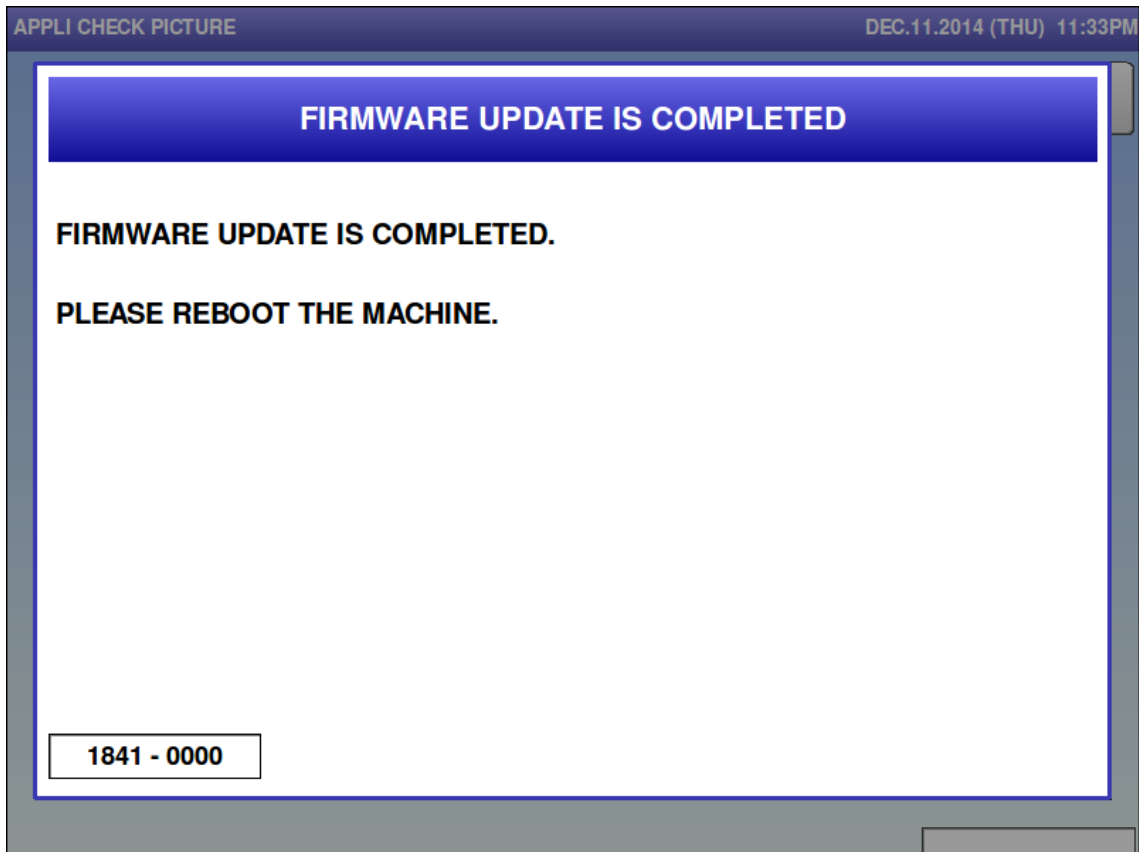 APPLI CHECK PICTURE DEC.11.2014 (THU) 11:33PM
FIRMWARE UPDATE IS COMPLETED
FIRMWARE UPDATE IS COMPLETED.
PLEASE REBOOT THE MACHINE.
1841 - 0000